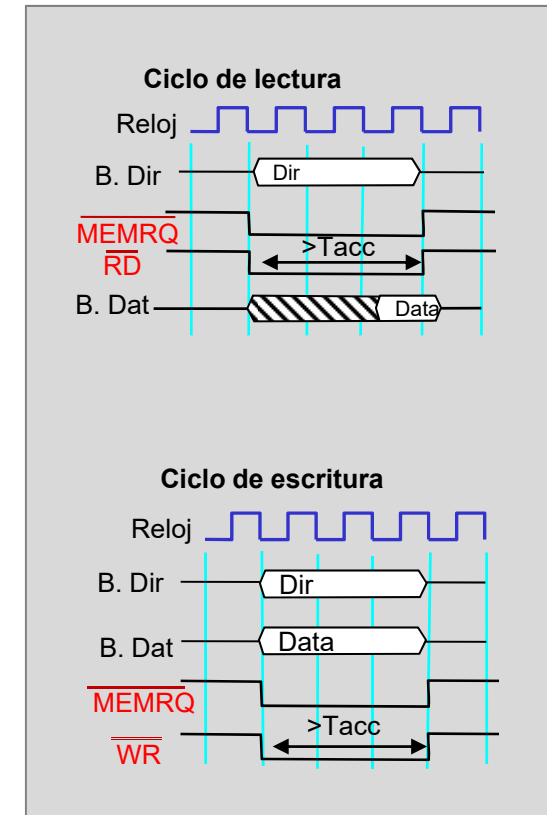 Ciclo de lectura
Reloj
B. Dir
Dir
MEMRQ
>Tacc
RD
B. Dat
Data
Ciclo de escritura
Reloj
B. Dir
Dir
B. Dat
Data
MEMRQ
>Tacc
WR